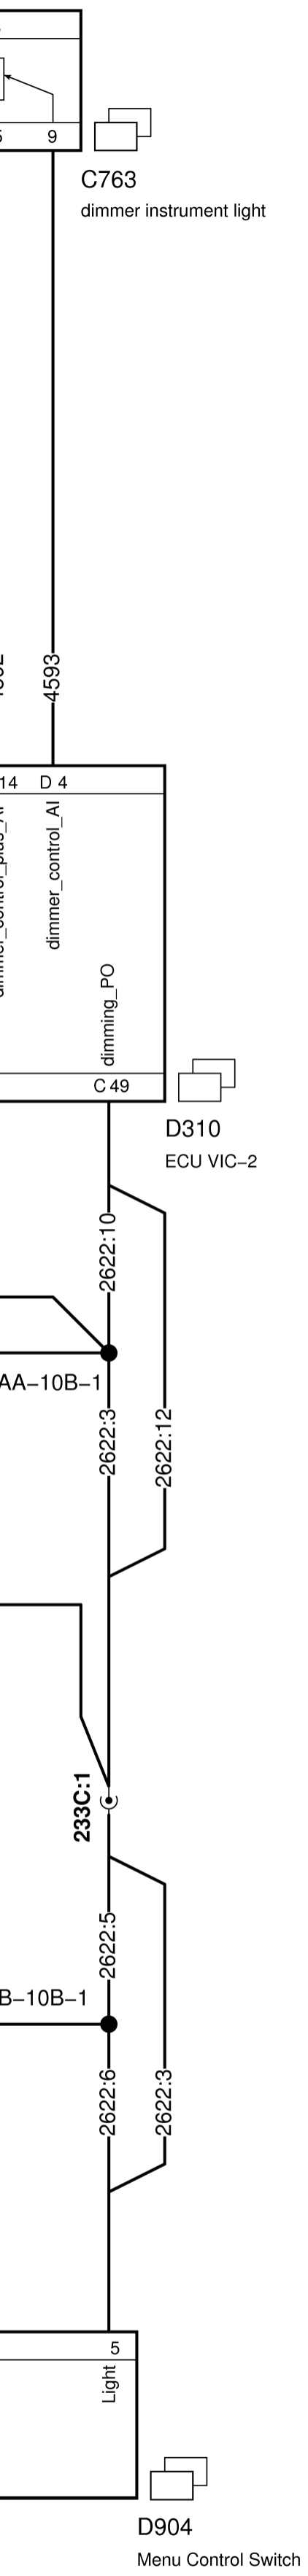 9
C763
dimmer instrument light
4593
14
D 4
dimmer_control_AI
dimming_PO
C 49
D310
ECU VIC−2
2622:10
AA−10B−1
2622:3
2622:12
233C:1
2622:5
B−10B−1
2622:6
2622:3
5
Light
D904
Menu Control Switch